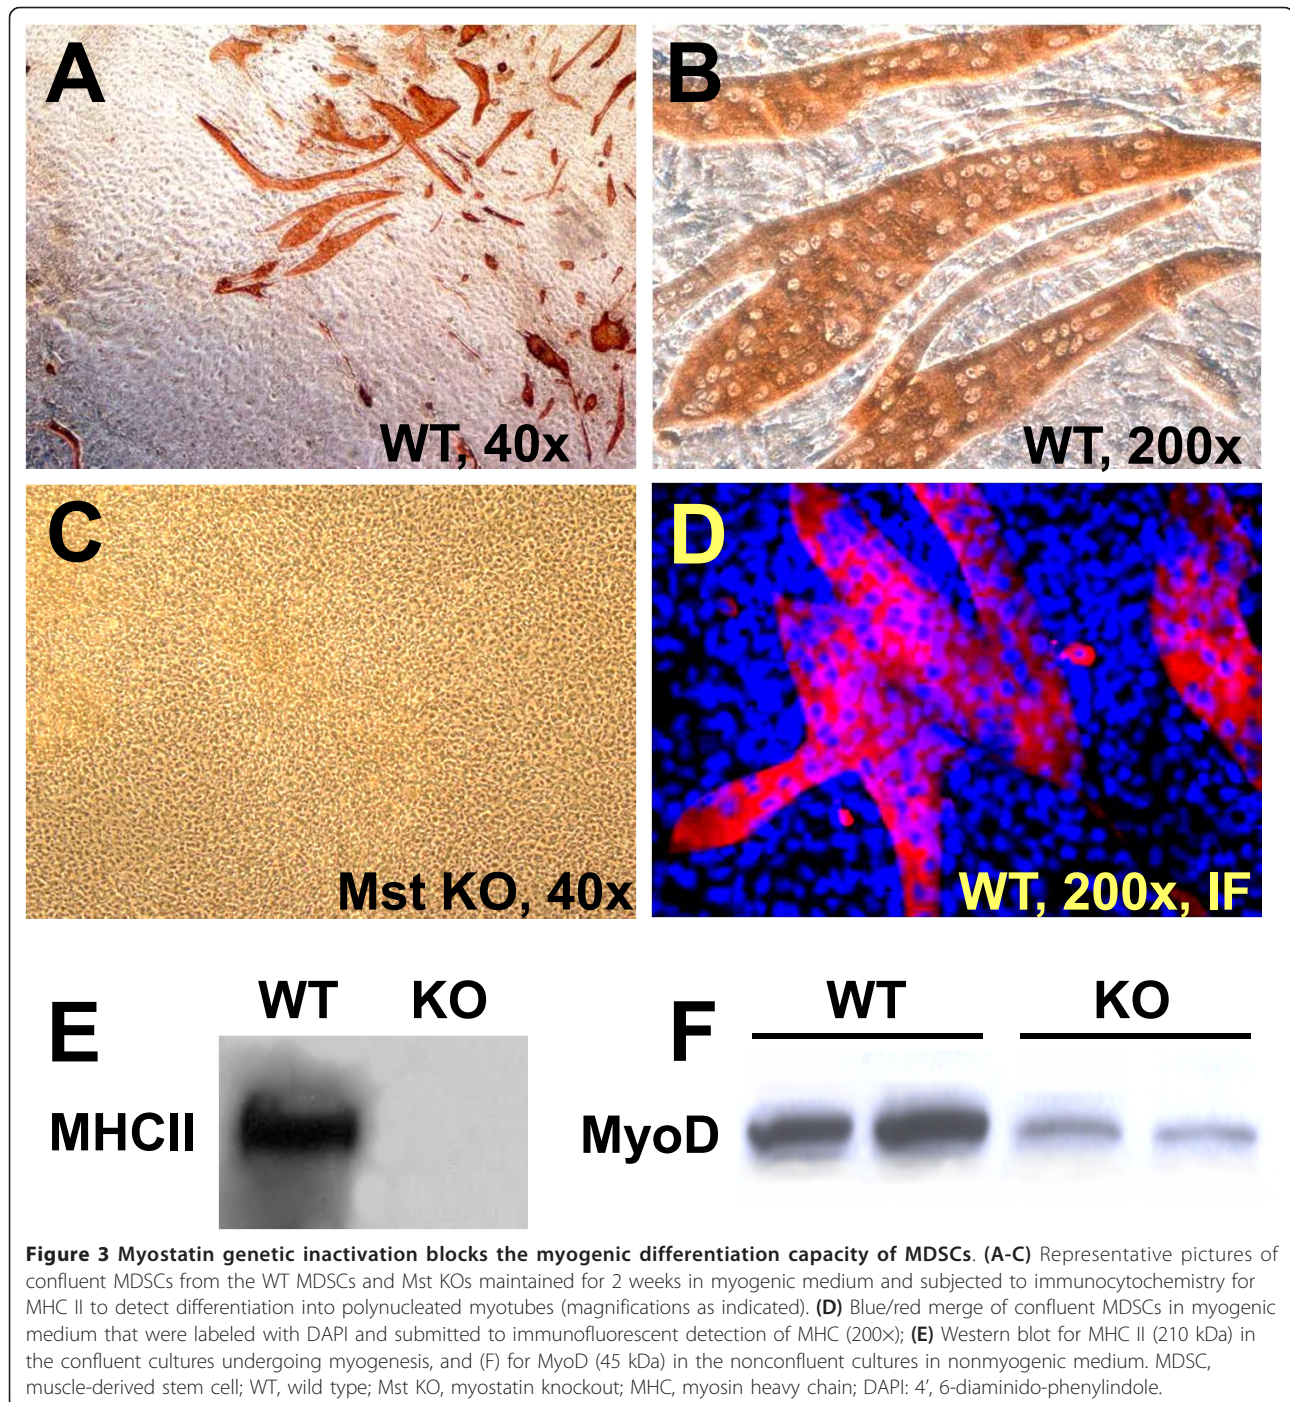 A
B
WT, 40x
WT, 200x
C
D
Mst KO, 40x
WT, 200x, IF
E
WT KO
MHCII
F
WT KO
MyoD
Figure 3 Myostatin genetic inactivation blocks the myogenic differentiation capacity of MDSCs. (A-C) Representative pictures of
confluent MDSCs from the WT MDSCs and Mst KOs maintained for 2 weeks in myogenic medium and subjected to immunocytochemistry for
MHC II to detect differentiation into polynucleated myotubes (magnifications as indicated). (D) Blue/red merge of confluent MDSCs in myogenic
medium that were labeled with DAPI and submitted to immunofluorescent detection of MHC (200×); (E) Western blot for MHC II (210 kDa) in
the confluent cultures undergoing myogenesis, and (F) for MyoD (45 kDa) in the nonconfluent cultures in nonmyogenic medium. MDSC,
muscle-derived stem cell; WT, wild type; Mst KO, myostatin knockout; MHC, myosin heavy chain; DAPI: 4', 6-diaminido-phenylindole.